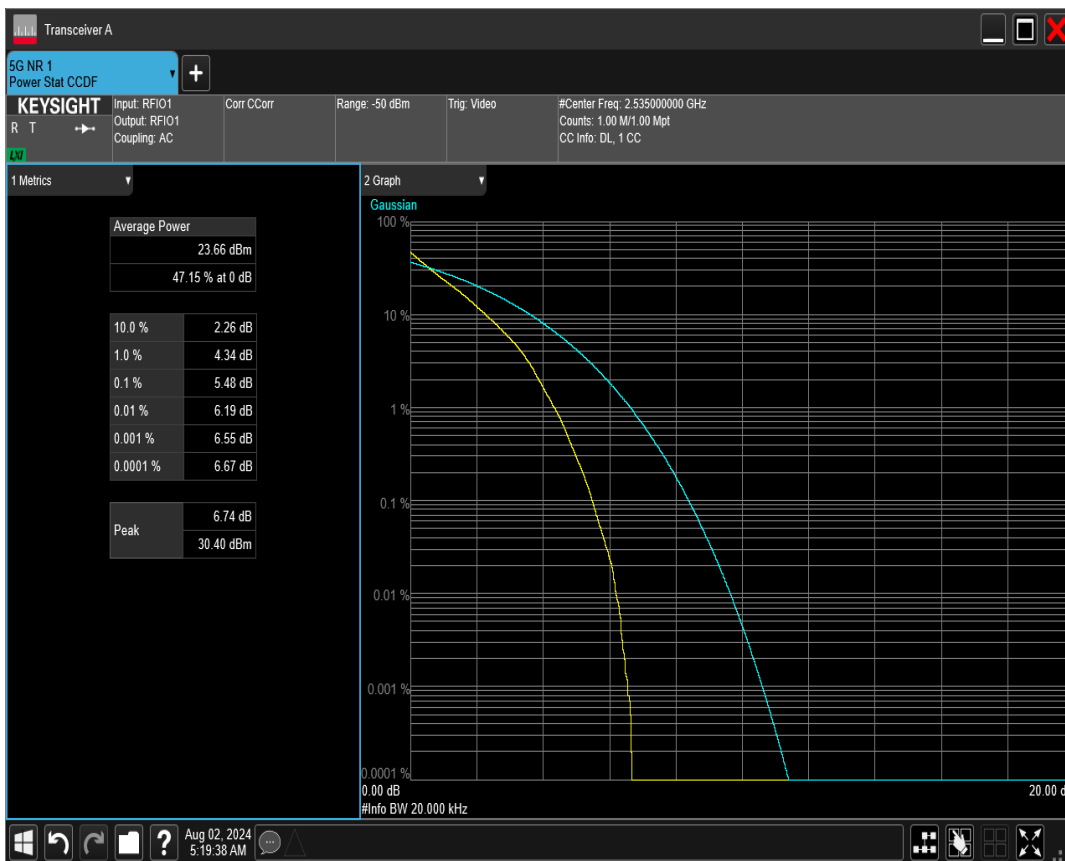 Transceiver A
5G NR 1
Power Stat CCDF
+
KEYSIGHT
R T
LXI
Input: RFIO1
Output: RFIO1
Coupling: AC
Corr CCorr
Range: -50 dBm
Trig: Video
#Center Freq: 2.535000000 GHz
Counts: 1.00 M/1.00 Mpt
CC Info: DL, 1 CC
1 Metrics
Average Power
23.66 dBm
47.15 % at 0 dB
10.0 % 2.26 dB
1.0 % 4.34 dB
0.1 % 5.48 dB
0.01 % 6.19 dB
0.001 % 6.55 dB
0.0001 % 6.67 dB
Peak 6.74 dB
30.40 dBm
2 Graph
Gaussian
100 %
10 %
1 %
0.1 %
0.01 %
0.001 %
0.0001 %
0.00 dB 20.00 d
#Info BW 20.000 kHz
?
Aug 02, 2024
5:19:38 AM